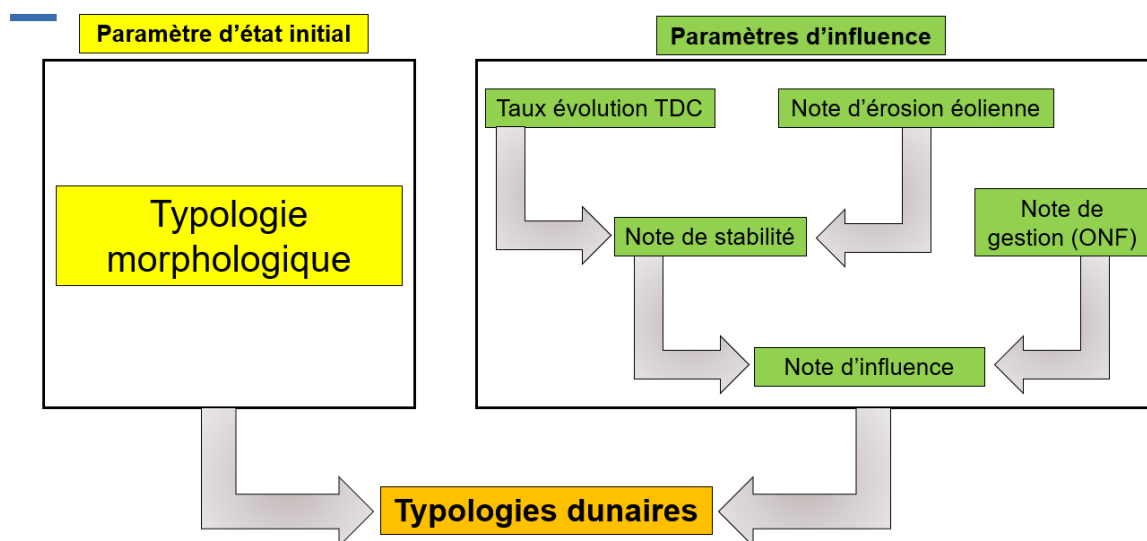 Paramètre d'état initial
Paramètres d'influence
Taux évolution TDC
Note d'érosion éolienne
Typologie
morphologique
Note de stabilité
Note de
gestion (ONF)
Note d'influence
Typologies dunaires